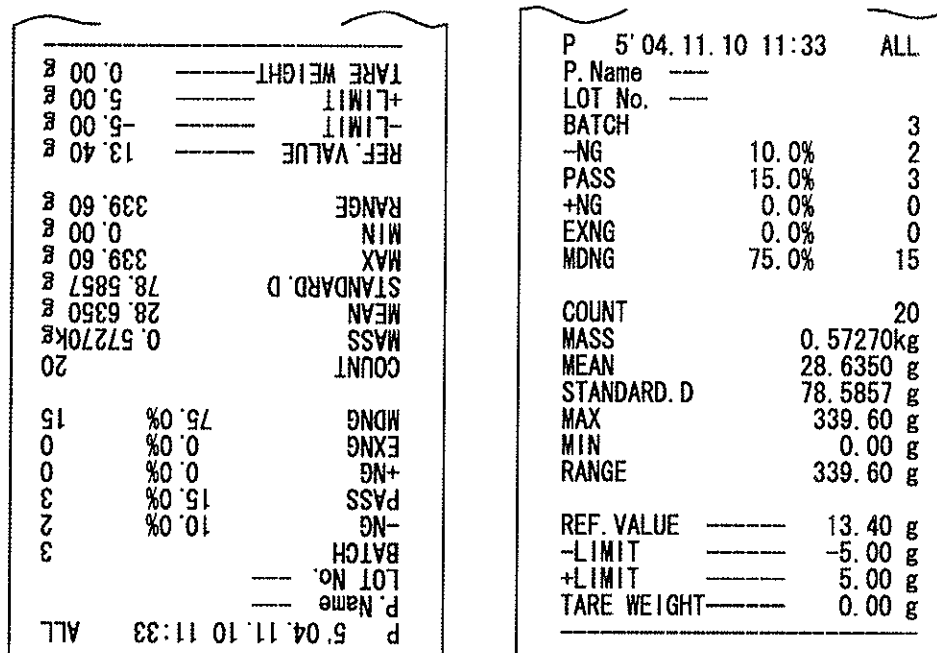 P 5'04.11.10 11:33 ALL
P.Name ----
LOT No. ----
BATCH 3
-NG 10.0% 2
PASS 15.0% 3
+NG 0.0% 0
EXNG 0.0% 0
MDNG 75.0% 15
COUNT 20
MASS 0.57270kg
MEAN 28.6350 g
STANDARD.D 78.5857 g
MAX 339.60 g
MIN 0.00 g
RANGE 339.60 g
REF.VALUE ------ 13.40 g
-LIMIT ------ -5.00 g
+LIMIT ------ 5.00 g
TARE WEIGHT------ 0.00 g
P 5'04.11.10 11:33 ALL
P.Name ----
LOT No. ----
BATCH 3
-NG 10.0% 2
PASS 15.0% 3
+NG 0.0% 0
EXNG 0.0% 0
MDNG 75.0% 15
COUNT 20
MASS 0.57270kg
MEAN 28.6350 g
STANDARD.D 78.5857 g
MAX 339.60 g
MIN 0.00 g
RANGE 339.60 g
REF.VALUE ------ 13.40 g
-LIMIT ------ -5.00 g
+LIMIT ------ 5.00 g
TARE WEIGHT------ 0.00 g